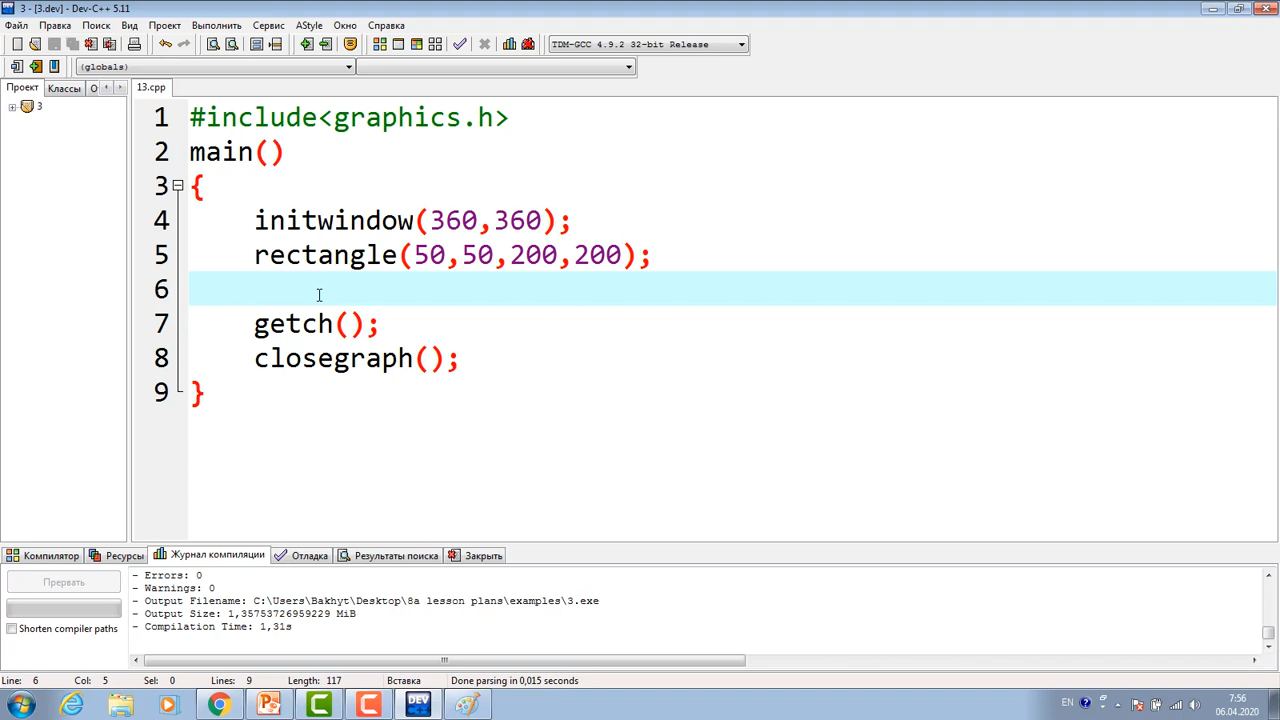 3 - [3.dev] - Dev-C++ 5.11
Файл Правка Поиск Вид Проект Выполнить Сервис AStyle Окно Справка
TDM-GCC 4.9.2 32-bit Release
(globals)
Проект Классы О 13.cpp
3
1 #include<graphics.h>
2 main()
3 {
4 initwindow(360,360);
5 rectangle(50,50,200,200);
6
7 getch();
8 closegraph();
9 }
Компилятор Ресурсы Журнал компиляции Отладка Результаты поиска Закрыть
Прервать
Shorten compiler paths
- Errors: 0
- Warnings: 0
- Output Filename: C:\Users\Bakhyt\Desktop\8a lesson plans\examples\3.exe
- Output Size: 1,35753726959229 MiB
- Compilation Time: 1,31s
Line: 6 Col: 5 Sel: 0 Lines: 9 Length: 117 Вставка Done parsing in 0,015 seconds
EN 7:56
06.04.2020